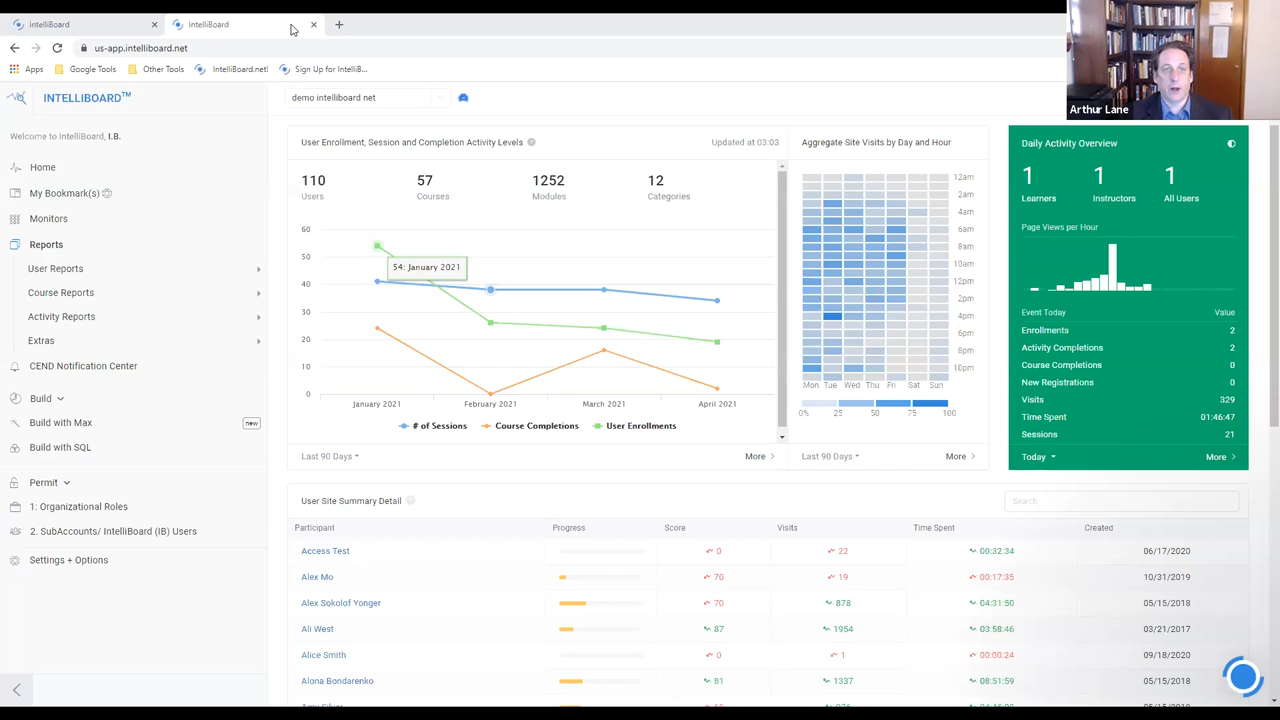 IntelliBoard
IntelliBoard
us-app.intelliboard.net
Apps
Google Tools
Other Tools
IntelliBoard.net!
Sign Up for IntelliB...
Arthur Lane
INTELLIBOARD™
demo intelliboard net
Welcome to IntelliBoard, I.B.
Home
My Bookmark(s)
Monitors
Reports
User Reports
Course Reports
Activity Reports
Extras
CEND Notification Center
Build
Build with Max
new
Build with SQL
Permit
1: Organizational Roles
2. SubAccounts/ IntelliBoard (IB) Users
Settings + Options
User Enrollment, Session and Completion Activity Levels
Updated at 03:03
110
57
1252
12
Users
Courses
Modules
Categories
60
50
40
30
20
10
0
54: January 2021
January 2021
February 2021
March 2021
April 2021
# of Sessions
Course Completions
User Enrollments
Last 90 Days
More
Aggregate Site Visits by Day and Hour
12am
2am
4am
6am
8am
10am
12pm
2pm
4pm
6pm
8pm
10pm
Mon Tue Wed Thu Fri Sat Sun
0% 25 50 75 100
Last 90 Days
More
Daily Activity Overview
1
1
1
Learners
Instructors
All Users
Page Views per Hour
Event Today Value
Enrollments 2
Activity Completions 2
Course Completions 0
New Registrations 0
Visits 329
Time Spent 01:46:47
Sessions 21
Today
More
User Site Summary Detail
Search
Participant Progress Score Visits Time Spent Created
Access Test 0 22 00:32:34 06/17/2020
Alex Mo 70 19 00:17:35 10/31/2019
Alex Sokolof Yonger 70 878 04:31:50 05/15/2018
Ali West 87 1954 03:58:46 03/21/2017
Alice Smith 0 1 00:00:24 09/18/2020
Alona Bondarenko 81 1337 08:51:59 05/15/2018